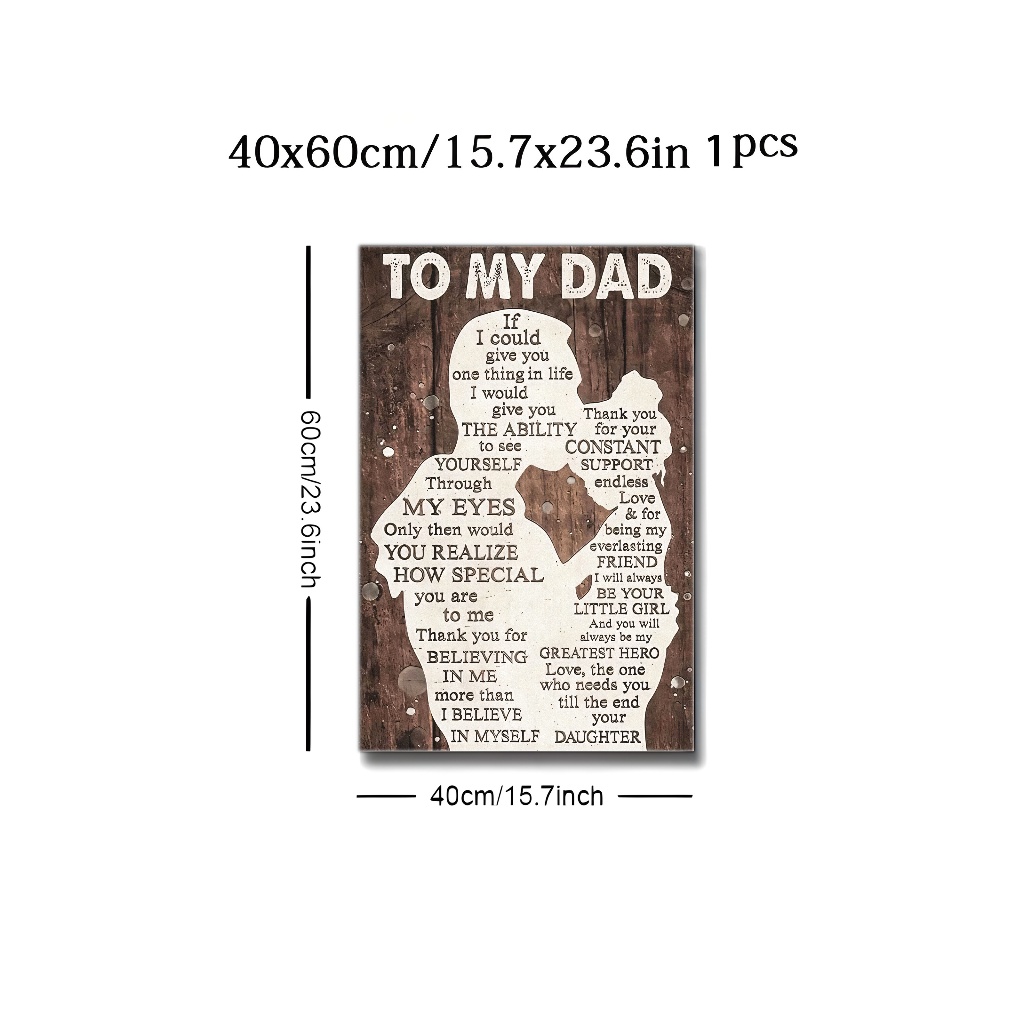 40x60cm/15.7x23.6in 1pcs
TO MY DAD
If
I could
give you
one thing in life
I would
give you
THE ABILITY
to see
YOURSELF
Through
MY EYES
Only then would
YOU REALIZE
HOW SPECIAL
you are
to me
Thank you for
BELIEVING
IN ME
more than
I BELIEVE
IN MYSELF
Thank you
for your
CONSTANT
SUPPORT
endless
Love
& for
being my
everlasting
FRIEND
I will always
BE YOUR
LITTLE GIRL
And you will
always be my
GREATEST HERO
Love, the one
who needs you
till the end
your
DAUGHTER
60cm/23.6inch
40cm/15.7inch